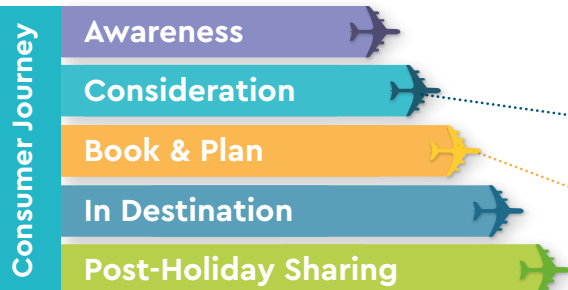 Consumer Journey
Awareness
Consideration
Book & Plan
In Destination
Post-Holiday Sharing